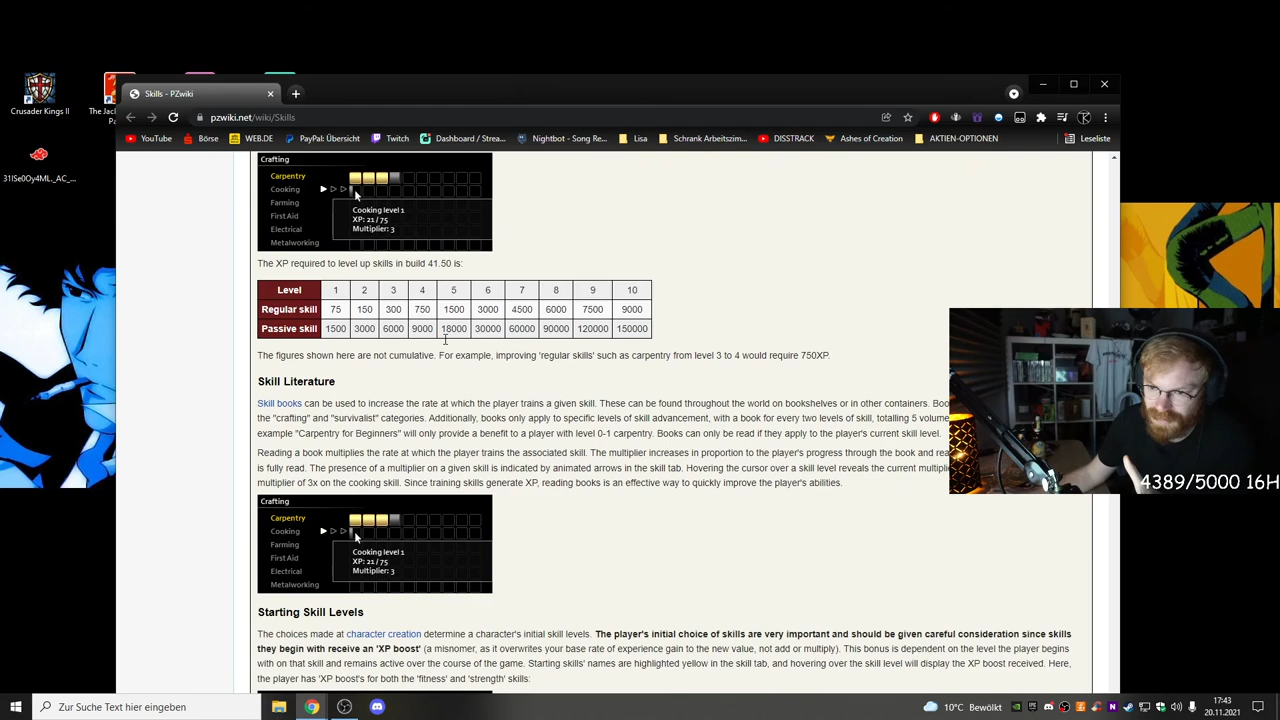 Skills - PZwiki
pzwiki.net/wiki/Skills
YouTube Börse WEB.DE PayPal: Übersicht Twitch Dashboard / Strea... Nightbot - Song Re... Lisa Schrank Arbeitszim... DISSTRACK Ashes of Creation AKTIEN-OPTIONEN Leseliste
Crusader Kings II
The Jack
Pa
31ISe0Oy4ML._AC_...
Crafting
Carpentry
Cooking
Farming
First Aid
Electrical
Metalworking
Cooking level 1
XP: 21 / 75
Multiplier: 3
The XP required to level up skills in build 41.50 is:
Level 1 2 3 4 5 6 7 8 9 10
Regular skill 75 150 300 750 1500 3000 4500 6000 7500 9000
Passive skill 1500 3000 6000 9000 18000 30000 60000 90000 120000 150000
The figures shown here are not cumulative. For example, improving 'regular skills' such as carpentry from level 3 to 4 would require 750XP.
Skill Literature
Skill books can be used to increase the rate at which the player trains a given skill. These can be found throughout the world on bookshelves or in other containers. Boo
the "crafting" and "survivalist" categories. Additionally, books only apply to specific levels of skill advancement, with a book for every two levels of skill, totalling 5 volume
example "Carpentry for Beginners" will only provide a benefit to a player with level 0-1 carpentry. Books can only be read if they apply to the player's current skill level.
Reading a book multiplies the rate at which the player trains the associated skill. The multiplier increases in proportion to the player's progress through the book and rea
is fully read. The presence of a multiplier on a given skill is indicated by animated arrows in the skill tab. Hovering the cursor over a skill level reveals the current multiplie
multiplier of 3x on the cooking skill. Since training skills generate XP, reading books is an effective way to quickly improve the player's abilities.
Crafting
Carpentry
Cooking
Farming
First Aid
Electrical
Metalworking
Cooking level 1
XP: 21 / 75
Multiplier: 3
Starting Skill Levels
The choices made at character creation determine a character's initial skill levels. The player's initial choice of skills are very important and should be given careful consideration since skills
they begin with receive an 'XP boost' (a misnomer, as it overwrites your base rate of experience gain to the new value, not add or multiply). This bonus is dependent on the level the player begins
with on that skill and remains active over the course of the game. Starting skills' names are highlighted yellow in the skill tab, and hovering over the skill level will display the XP boost received. Here,
the player has 'XP boost's for both the 'fitness' and 'strength' skills:
4389/5000 16H
Zur Suche Text hier eingeben
10°C Bewölkt
17:43
20.11.2021